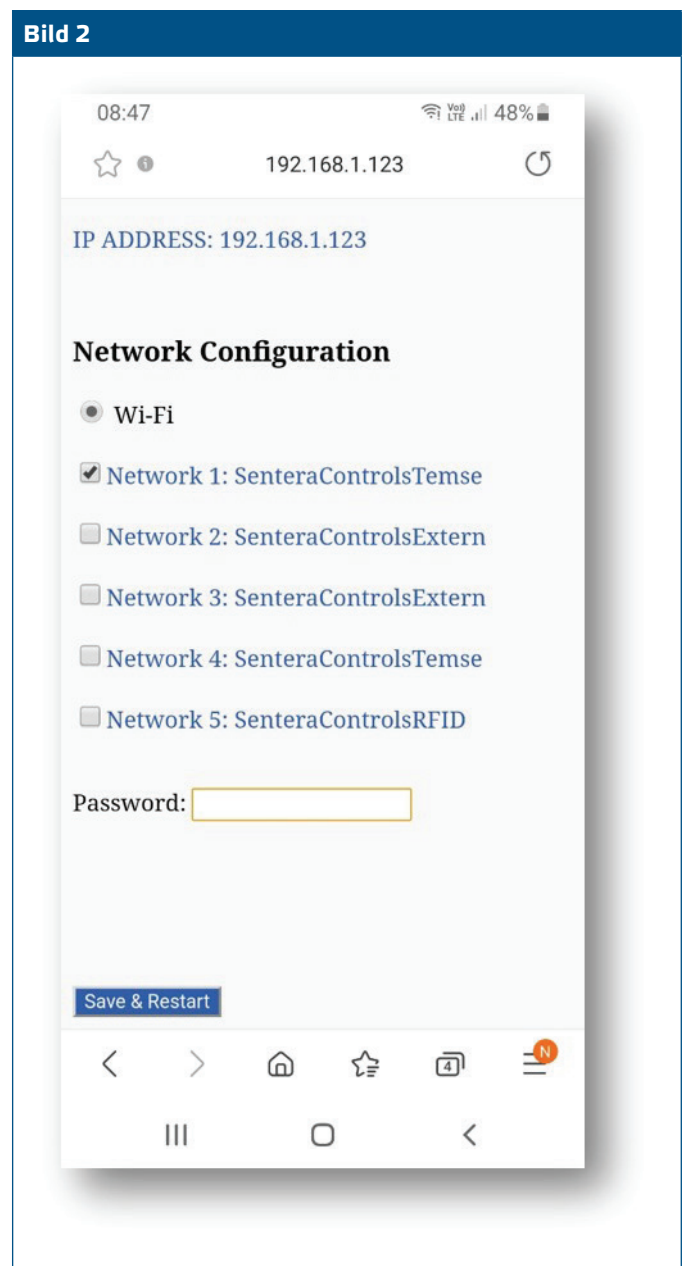 Bild 2
08:47 Vo)) LTE 48%
192.168.1.123
IP ADDRESS: 192.168.1.123
Network Configuration
Wi-Fi
Network 1: SenteraControlsTemse
Network 2: SenteraControlsExtern
Network 3: SenteraControlsExtern
Network 4: SenteraControlsTemse
Network 5: SenteraControlsRFID
Password:
Save & Restart
4 N